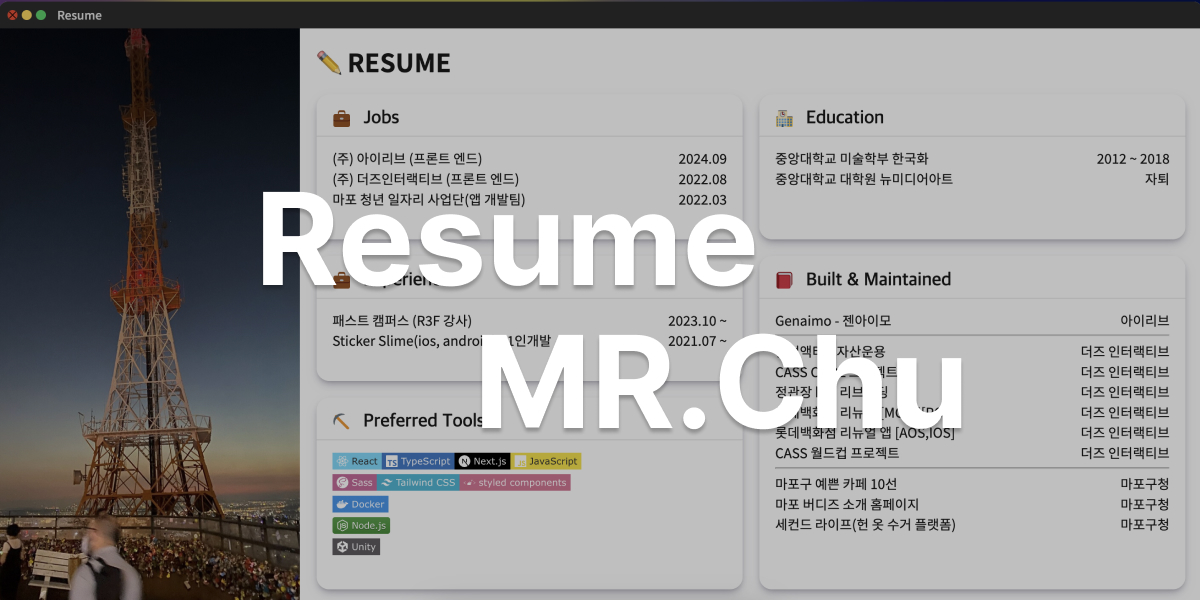 Resume
RESUME
Jobs
(주) 아이리브 (프론트 엔드) 2024.09
(주) 더즈인터랙티브 (프론트 엔드) 2022.08
마포 청년 일자리 사업단(앱 개발팀) 2022.03
Education
중앙대학교 미술학부 한국화 2012 ~ 2018
중앙대학교 대학원 뉴미디어아트 자퇴
Resume
MR.Chu
패스트 캠퍼스 (R3F 강사) 2023.10 ~
Sticker Slime(ios, 1인개발 2021.07 ~
Built & Maintained
Genaimo - 젠아이모 아이리브
자산운용 더즈 인터랙티브
CASS 더즈 인터랙티브
정관장 더즈 인터랙티브
더즈 인터랙티브
롯데백화점 리뉴얼 앱 [AOS,IOS] 더즈 인터랙티브
CASS 월드컵 프로젝트 더즈 인터랙티브
마포구 예쁜 카페 10선 마포구청
마포 버디즈 소개 홈페이지 마포구청
세컨드 라이프(헌 옷 수거 플랫폼) 마포구청
Preferred Tools
React TypeScript Next.js JavaScript
Sass Tailwind CSS styled components
Docker
Node.js
Unity